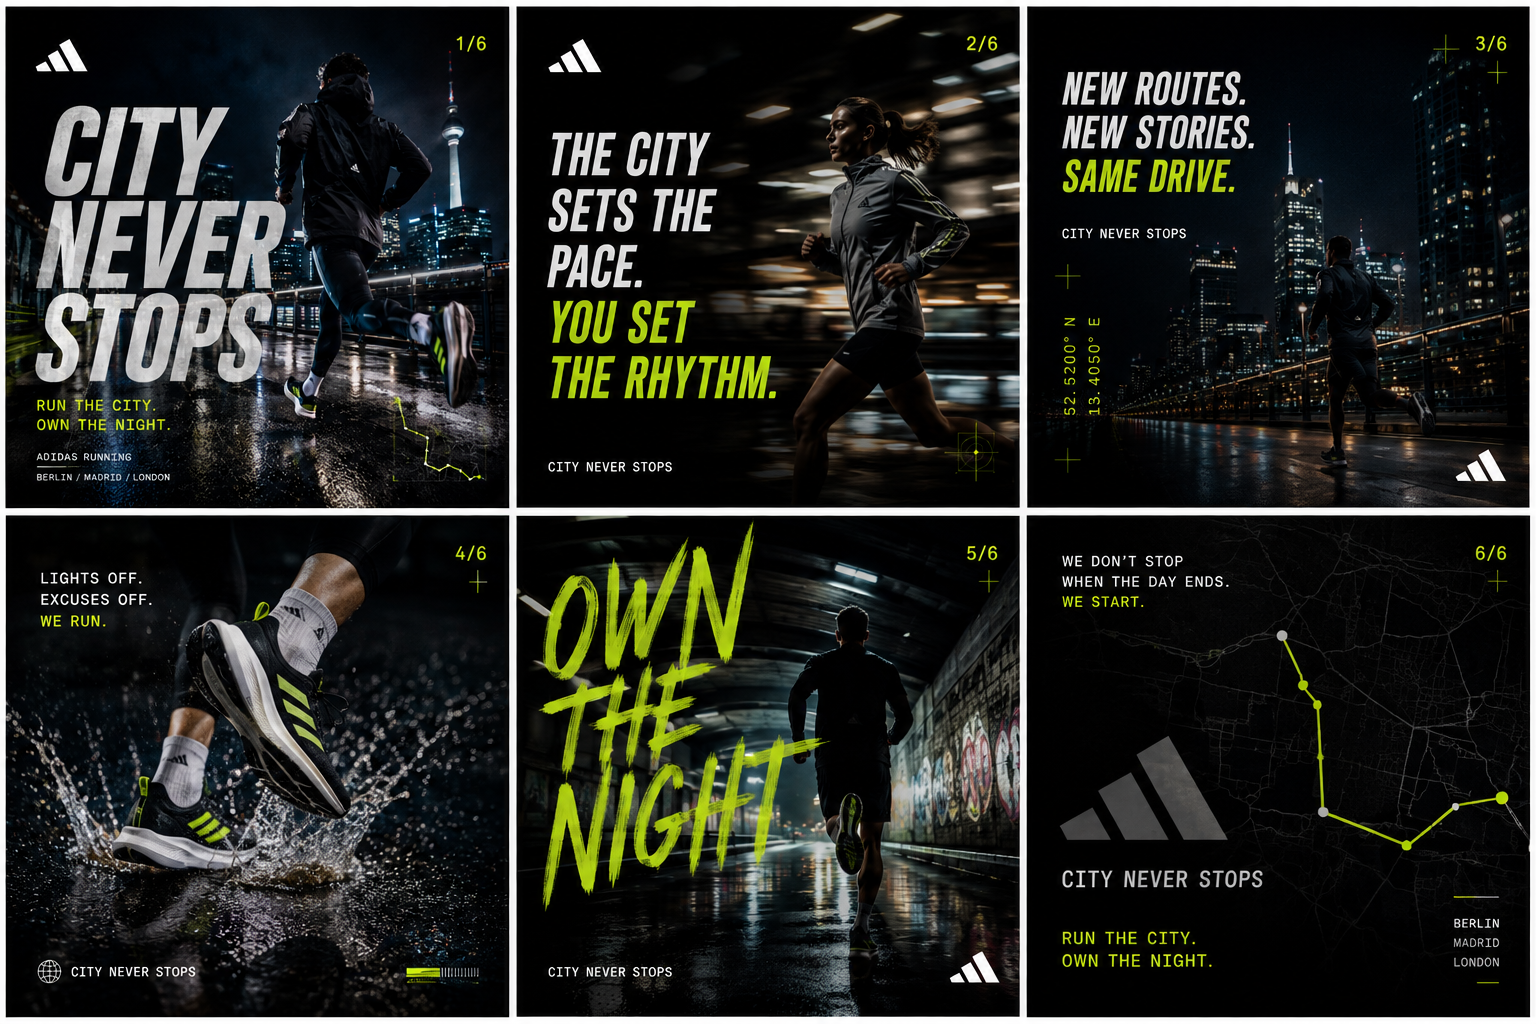 1/6
CITY
NEVER
STOPS
RUN THE CITY.
OWN THE NIGHT.
ADIDAS RUNNING
BERLIN / MADRID / LONDON
2/6
THE CITY
SETS THE
PACE.
YOU SET
THE RHYTHM.
CITY NEVER STOPS
3/6
NEW ROUTES.
NEW STORIES.
SAME DRIVE.
CITY NEVER STOPS
52.5200° N
13.4050° E
4/6
LIGHTS OFF.
EXCUSES OFF.
WE RUN.
CITY NEVER STOPS
5/6
OWN
THE
NIGHT
CITY NEVER STOPS
6/6
WE DON'T STOP
WHEN THE DAY ENDS.
WE START.
CITY NEVER STOPS
RUN THE CITY.
OWN THE NIGHT.
BERLIN
MADRID
LONDON